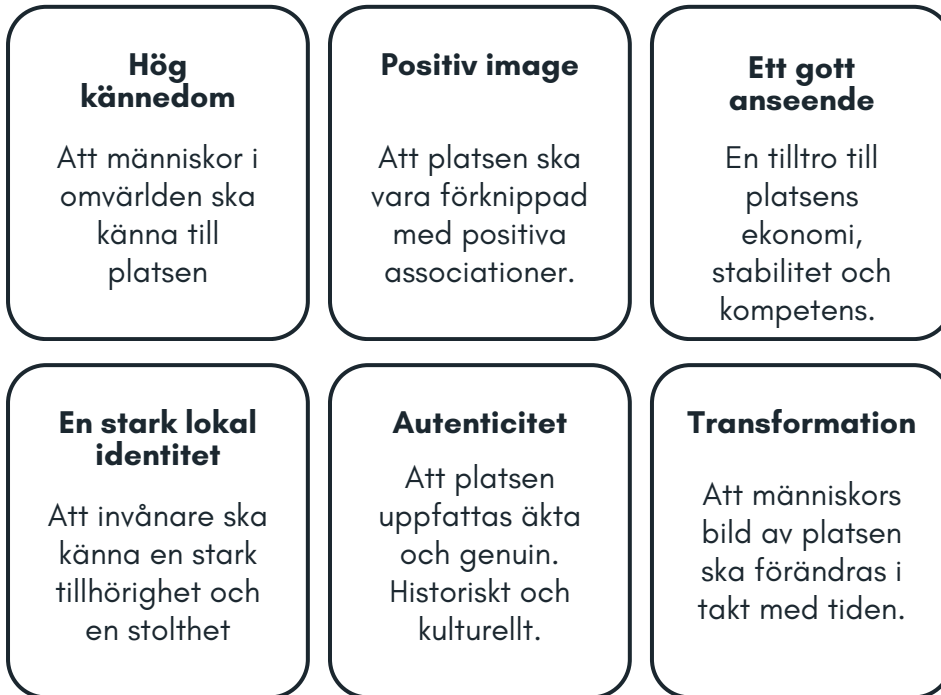 Hög
kännedom
Att människor i
omvärlden ska
känna till
platsen
Positiv image
Att platsen ska
vara förknippad
med positiva
associationer.
Ett gott
anseende
En tilltro till
platsens
ekonomi,
stabilitet och
kompetens.
En stark lokal
identitet
Att invånare ska
känna en stark
tillhörighet och
en stolthet
Autenticitet
Att platsen
uppfattas äkta
och genuin.
Historiskt och
kulturellt.
Transformation
Att människors
bild av platsen
ska förändras i
takt med tiden.